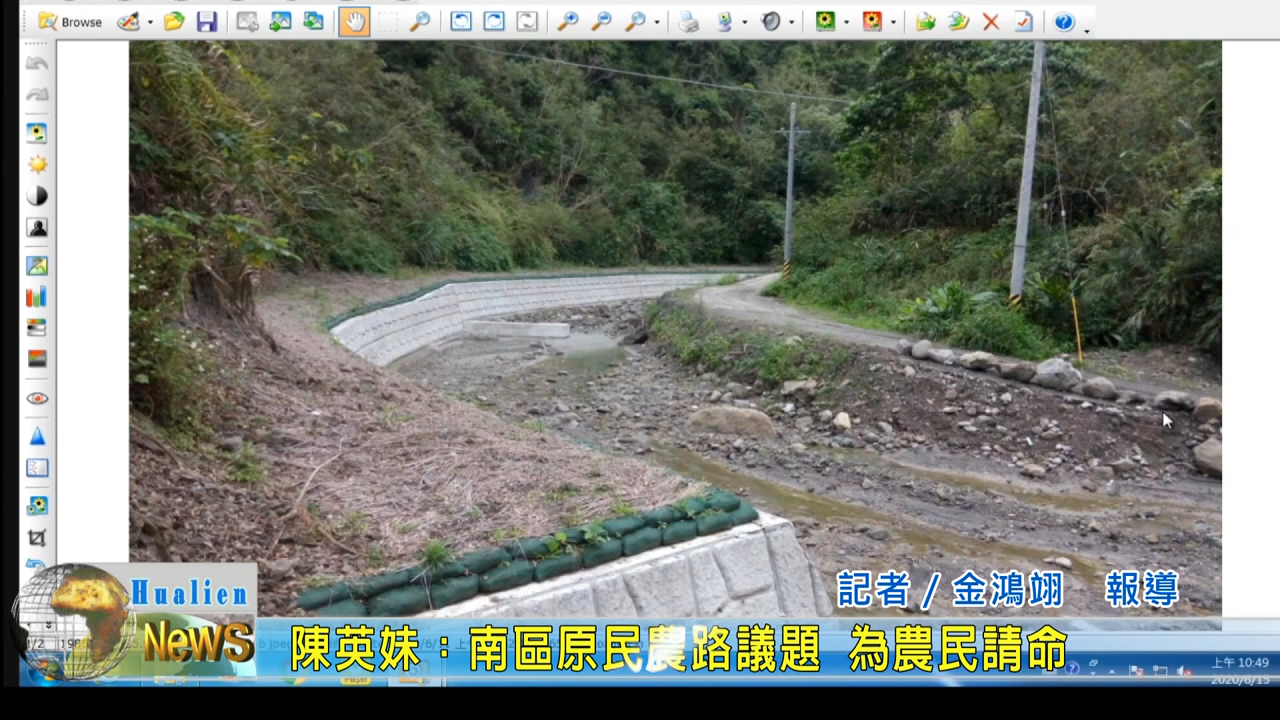 Browse
記者 / 金鴻翊 報導
Hualien
News
陳英妹：南區原民農路議題 為農民請命
上午 10:49
2020/6/15